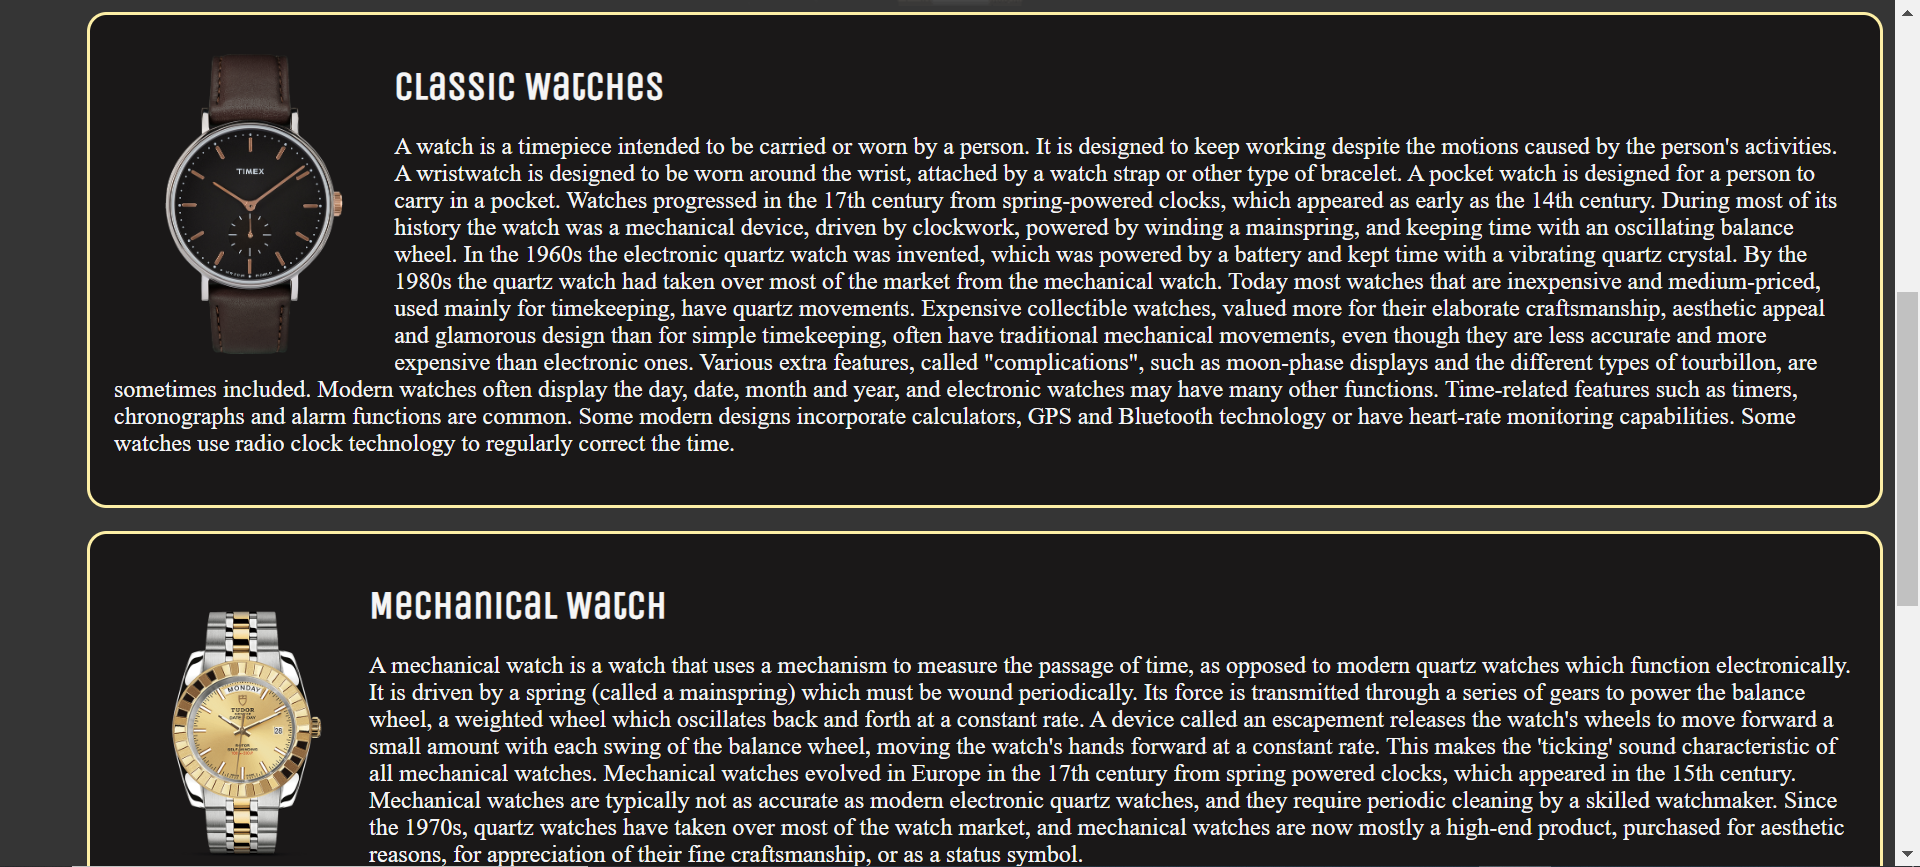 Classic Watches
TIMEX
A watch is a timepiece intended to be carried or worn by a person. It is designed to keep working despite the motions caused by the person's activities.
A wristwatch is designed to be worn around the wrist, attached by a watch strap or other type of bracelet. A pocket watch is designed for a person to
carry in a pocket. Watches progressed in the 17th century from spring-powered clocks, which appeared as early as the 14th century. During most of its
history the watch was a mechanical device, driven by clockwork, powered by winding a mainspring, and keeping time with an oscillating balance
wheel. In the 1960s the electronic quartz watch was invented, which was powered by a battery and kept time with a vibrating quartz crystal. By the
1980s the quartz watch had taken over most of the market from the mechanical watch. Today most watches that are inexpensive and medium-priced,
used mainly for timekeeping, have quartz movements. Expensive collectible watches, valued more for their elaborate craftsmanship, aesthetic appeal
and glamorous design than for simple timekeeping, often have traditional mechanical movements, even though they are less accurate and more
expensive than electronic ones. Various extra features, called "complications", such as moon-phase displays and the different types of tourbillon, are
sometimes included. Modern watches often display the day, date, month and year, and electronic watches may have many other functions. Time-related features such as timers,
chronographs and alarm functions are common. Some modern designs incorporate calculators, GPS and Bluetooth technology or have heart-rate monitoring capabilities. Some
watches use radio clock technology to regularly correct the time.
Mechanical Watch
MONDAY
TUDOR
28
A mechanical watch is a watch that uses a mechanism to measure the passage of time, as opposed to modern quartz watches which function electronically.
It is driven by a spring (called a mainspring) which must be wound periodically. Its force is transmitted through a series of gears to power the balance
wheel, a weighted wheel which oscillates back and forth at a constant rate. A device called an escapement releases the watch's wheels to move forward a
small amount with each swing of the balance wheel, moving the watch's hands forward at a constant rate. This makes the 'ticking' sound characteristic of
all mechanical watches. Mechanical watches evolved in Europe in the 17th century from spring powered clocks, which appeared in the 15th century.
Mechanical watches are typically not as accurate as modern electronic quartz watches, and they require periodic cleaning by a skilled watchmaker. Since
the 1970s, quartz watches have taken over most of the watch market, and mechanical watches are now mostly a high-end product, purchased for aesthetic
reasons, for appreciation of their fine craftsmanship, or as a status symbol.